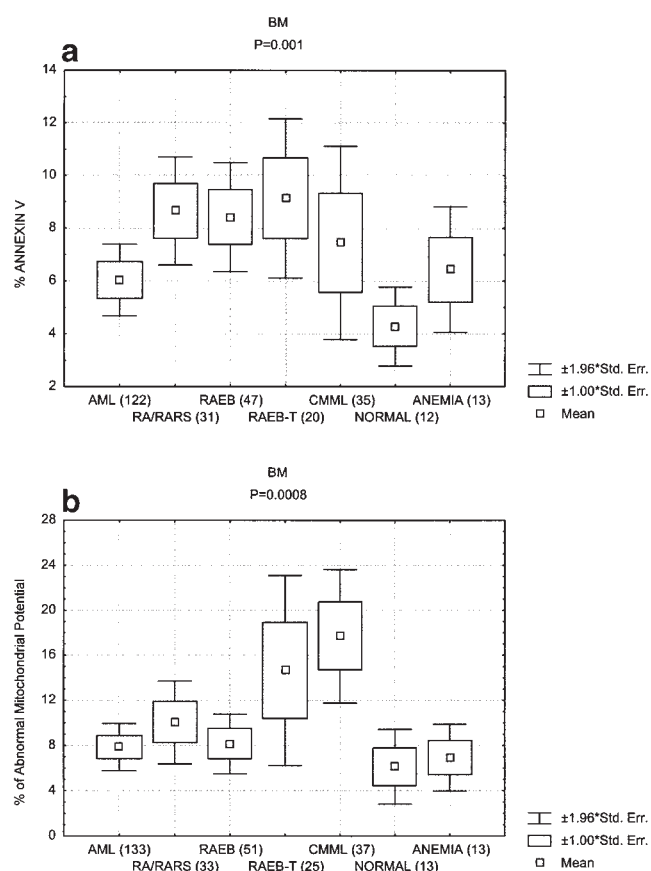 BM
a
P=0.001
14
12
10
8
6
4
2
% ANNEXIN V
AML (122) RAEB (47) CMML (35) ANEMIA (13)
RA/RARS (31) RAEB-T (20) NORMAL (12)
±1.96*Std. Err.
±1.00*Std. Err.
Mean
BM
b
P=0.0008
28
24
20
16
12
8
4
0
% of Abnormal Mitochondrial Potential
AML (133) RAEB (51) CMML (37) ANEMIA (13)
RA/RARS (33) RAEB-T (25) NORMAL (13)
±1.96*Std. Err.
±1.00*Std. Err.
Mean